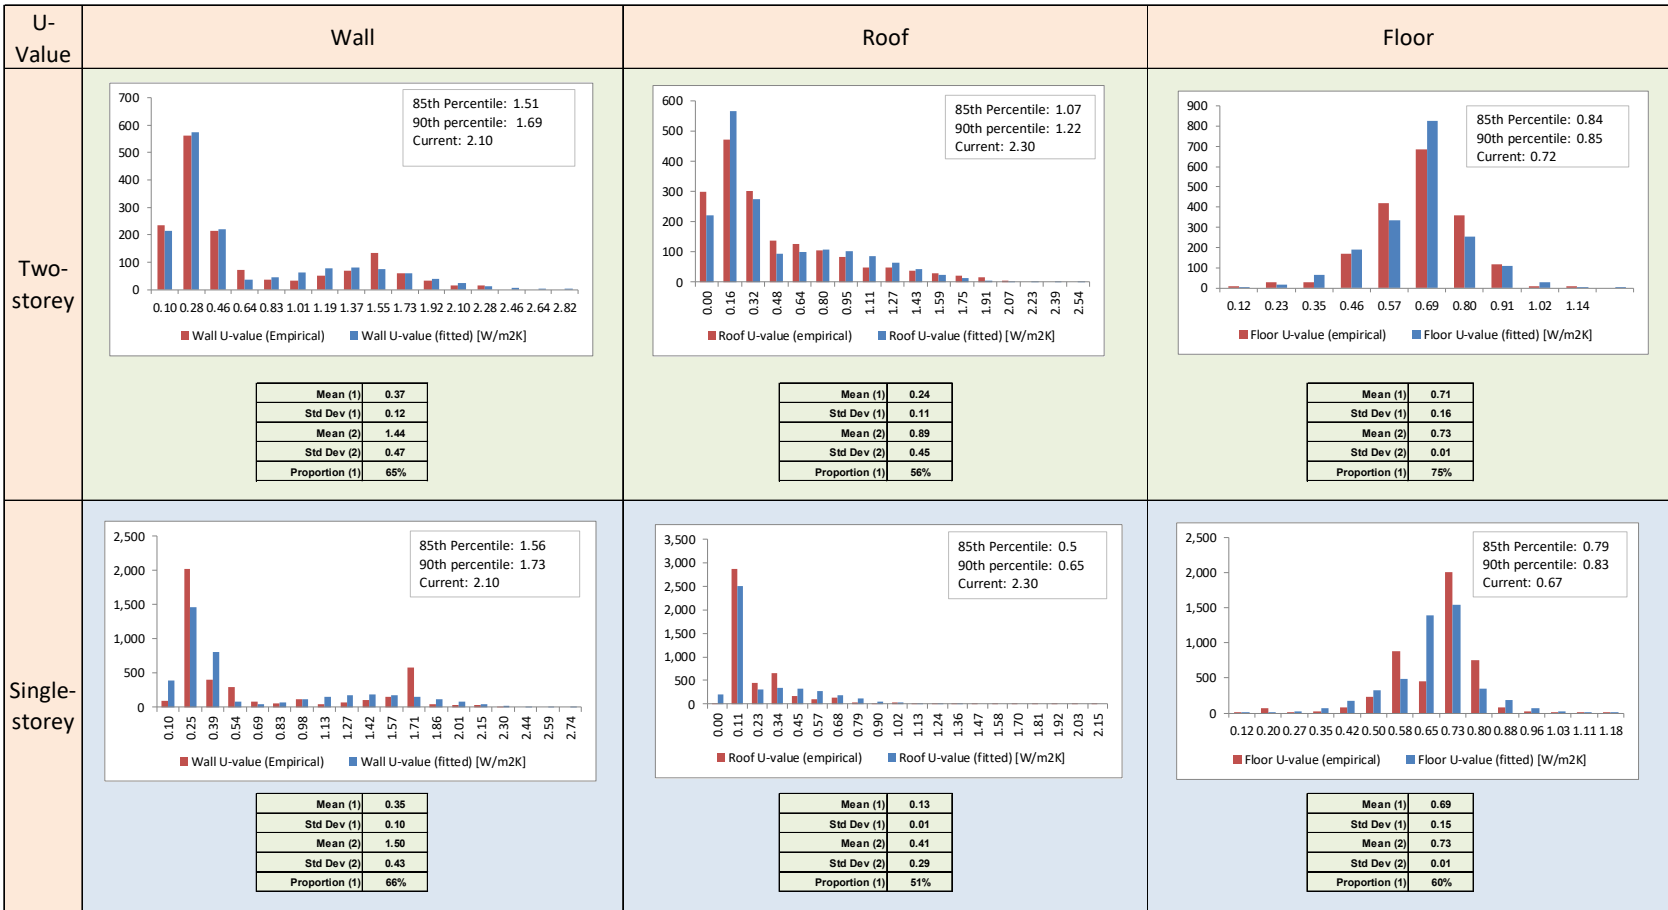 U-
Value
Wall
Roof
Floor
Two-
storey
700
600
500
400
300
200
100
0
85th Percentile: 1.51
90th percentile: 1.69
Current: 2.10
0.10 0.28 0.46 0.64 0.83 1.01 1.19 1.37 1.55 1.73 1.92 2.10 2.28 2.46 2.64 2.82
Wall U-value (Empirical) Wall U-value (fitted) [W/m2K]
Mean (1) 0.37
Std Dev (1) 0.12
Mean (2) 1.44
Std Dev (2) 0.47
Proportion (1) 65%
600
500
400
300
200
100
0
85th Percentile: 1.07
90th percentile: 1.22
Current: 2.30
0.00 0.16 0.32 0.48 0.64 0.80 0.95 1.11 1.27 1.43 1.59 1.75 1.91 2.07 2.23 2.39 2.54
Roof U-value (empirical) Roof U-value (fitted) [W/m2K]
Mean (1) 0.24
Std Dev (1) 0.11
Mean (2) 0.89
Std Dev (2) 0.45
Proportion (1) 56%
900
800
700
600
500
400
300
200
100
0
85th Percentile: 0.84
90th percentile: 0.85
Current: 0.72
0.12 0.23 0.35 0.46 0.57 0.69 0.80 0.91 1.02 1.14
Floor U-value (empirical) Floor U-value (fitted) [W/m2K]
Mean (1) 0.71
Std Dev (1) 0.16
Mean (2) 0.73
Std Dev (2) 0.01
Proportion (1) 75%
Single-
storey
2,500
2,000
1,500
1,000
500
0
85th Percentile: 1.56
90th percentile: 1.73
Current: 2.10
0.10 0.25 0.39 0.54 0.69 0.83 0.98 1.13 1.27 1.42 1.57 1.71 1.86 2.01 2.15 2.30 2.44 2.59 2.74
Wall U-value (Empirical) Wall U-value (fitted) [W/m2K]
Mean (1) 0.35
Std Dev (1) 0.10
Mean (2) 1.50
Std Dev (2) 0.43
Proportion (1) 66%
3,500
3,000
2,500
2,000
1,500
1,000
500
0
85th Percentile: 0.5
90th percentile: 0.65
Current: 2.30
0.00 0.11 0.23 0.34 0.45 0.57 0.68 0.79 0.90 1.02 1.13 1.24 1.36 1.47 1.58 1.70 1.81 1.92 2.03 2.15
Roof U-value (empirical) Roof U-value (fitted) [W/m2K]
Mean (1) 0.13
Std Dev (1) 0.01
Mean (2) 0.41
Std Dev (2) 0.29
Proportion (1) 51%
2,500
2,000
1,500
1,000
500
0
85th Percentile: 0.79
90th percentile: 0.83
Current: 0.67
0.12 0.20 0.27 0.35 0.42 0.50 0.58 0.65 0.73 0.80 0.88 0.96 1.03 1.11 1.18
Floor U-value (empirical) Floor U-value (fitted) [W/m2K]
Mean (1) 0.69
Std Dev (1) 0.15
Mean (2) 0.73
Std Dev (2) 0.01
Proportion (1) 60%